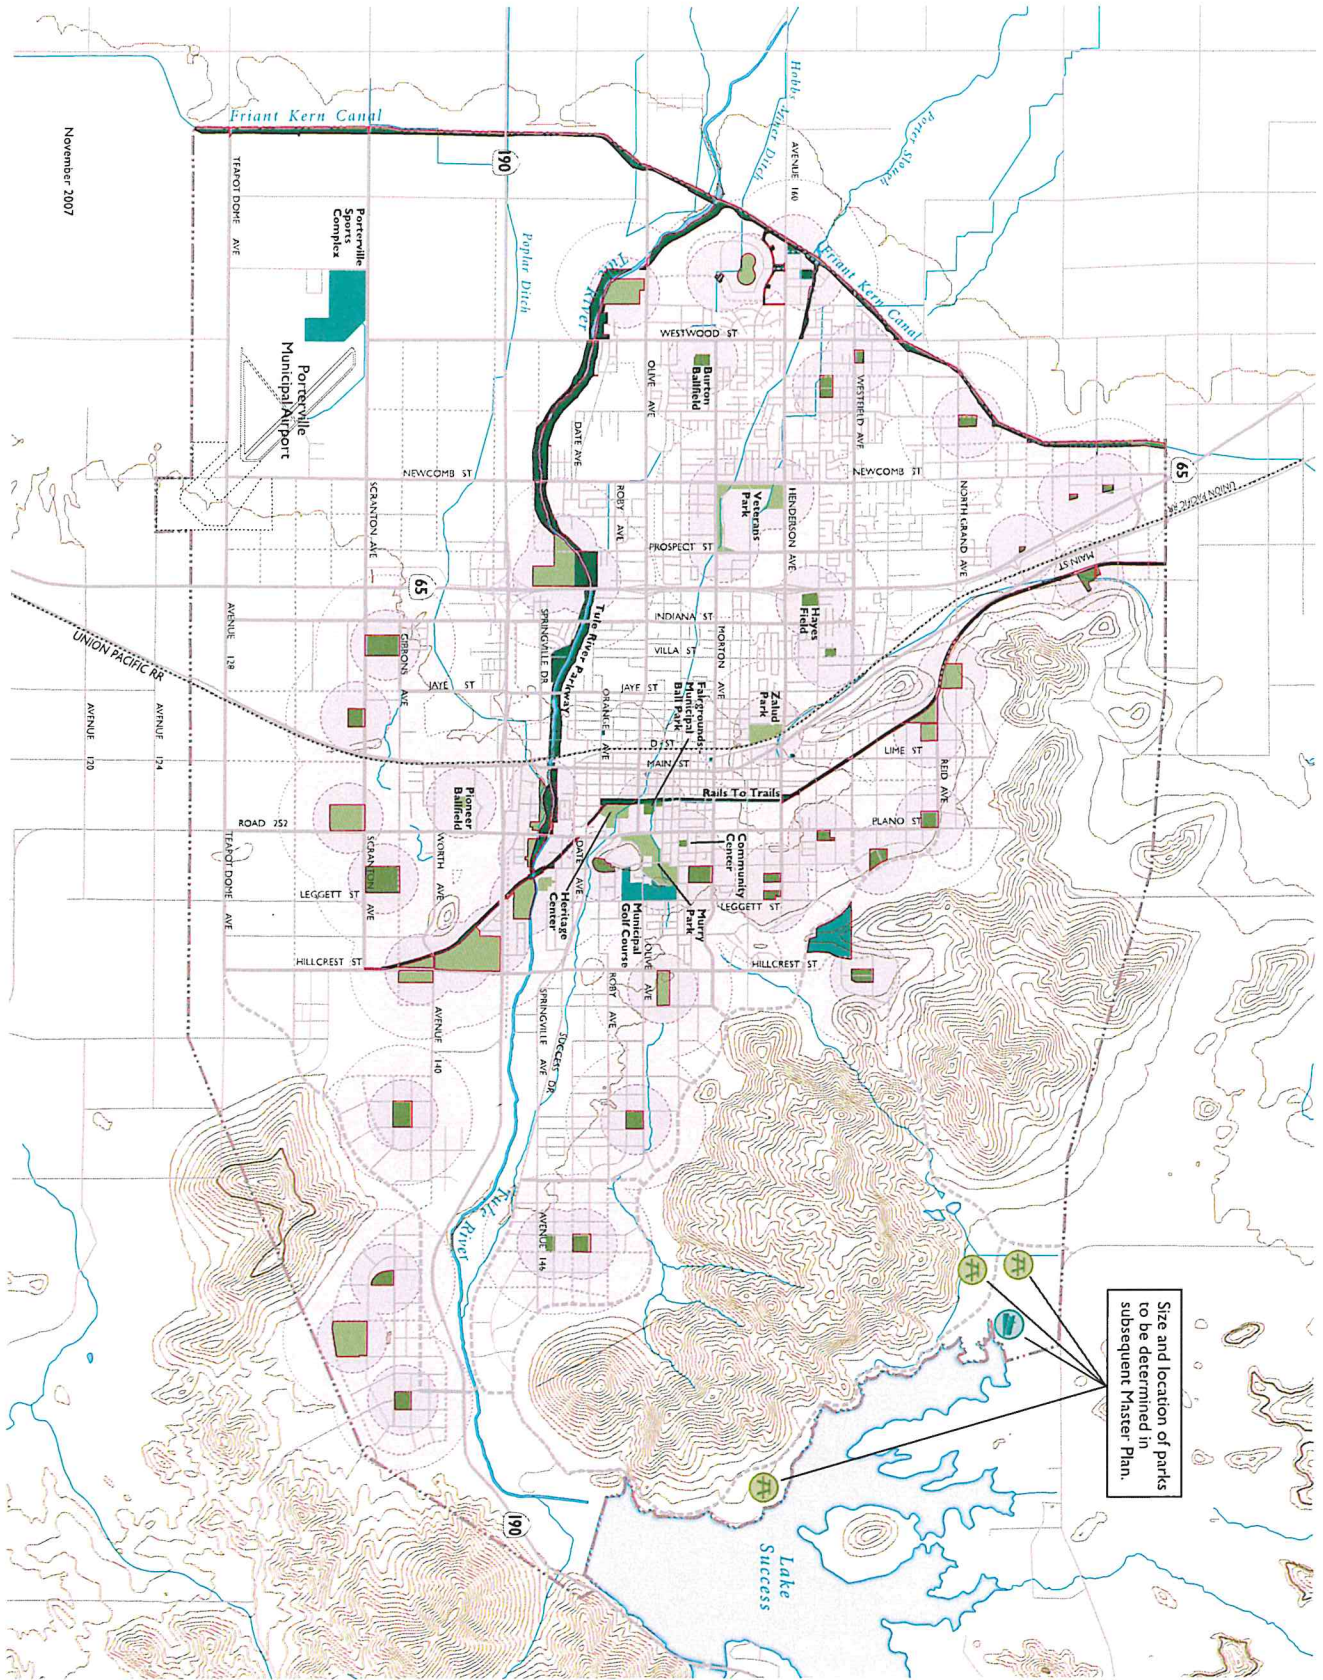 Size and location of parks
to be determined in
subsequent Master Plan.
65
UNION PACIFIC RR
MAIN ST
NORTH GRAND AVE
NEWCOMB ST
WESTFIELD AVE
Porter Slough
Friant Kern Canal
Hobbs Miner Ditch
AVENUE 160
WESTWOOD ST
Burton
Ballfield
OLIVE AVE
HENDERSON AVE
Veterans
Park
PROSPECT ST
Hayes
Field
INDIANA ST
VILLA ST
MORTON AVE
JAYE ST
Zalud
Park
Fairgrounds
Municipal
Ball Park
D ST
MAIN ST
LIME ST
REID AVE
Rails To Trails
PLANO ST
Community
Center
LEGGETT ST
Murry
Park
Municipal
Golf Course
OLIVE AVE
HILLCREST ST
ROBY AVE
Heritage
Center
DATE AVE
SPRINGVILLE AVE
SUCCESS DR
AVENUE 146
Lake
Success
190
Tule River
Tule River
DATE AVE
ROBY AVE
Tule River Parkway
SPRINGVILLE DR
ORANGE AVE
190
Poplar Ditch
Friant Kern Canal
NEWCOMB ST
65
SCRANTON AVE
GIBBONS AVE
JAYE ST
Pioneer
Ballfield
WORTH AVE
SCRANTON AVE
ROAD 252
LEGGETT ST
HILLCREST ST
AVENUE 140
TEAPOT DOME AVE
Porterville
Sports
Complex
Porterville
Municipal Airport
AVENUE 128
TEAPOT DOME AVE
UNION PACIFIC RR
AVENUE 124
AVENUE 120
November 2007